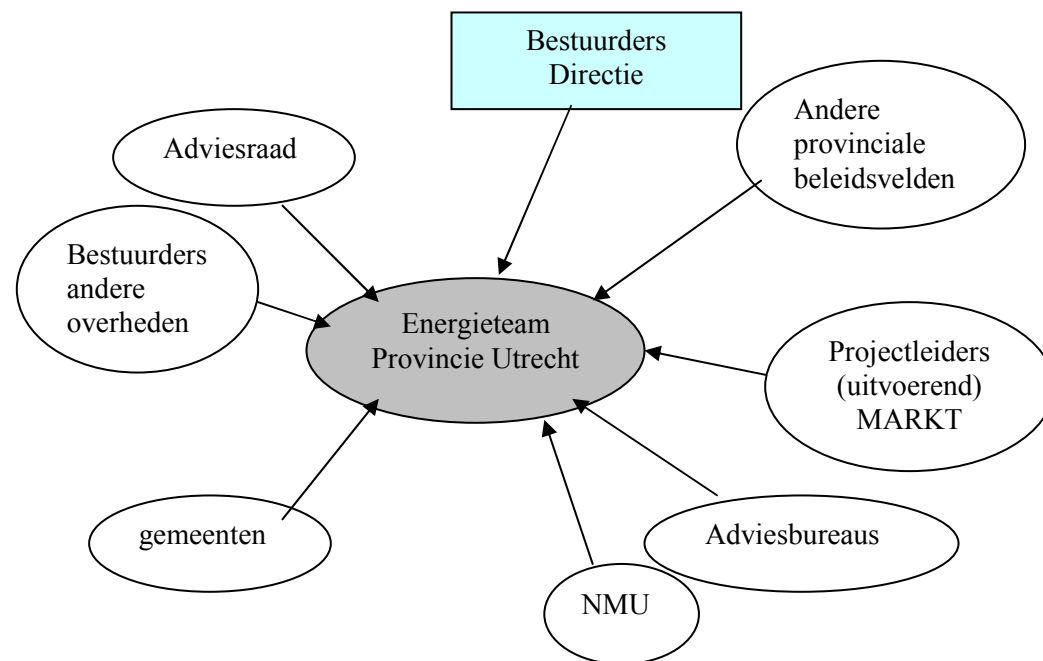 Bestuurders
Directie
Andere
provinciale
beleidsvelden
Adviesraad
Bestuurders
andere
overheden
Energieteam
Provincie Utrecht
Projectleiders
(uitvoerend)
MARKT
gemeenten
Adviesbureaus
NMU